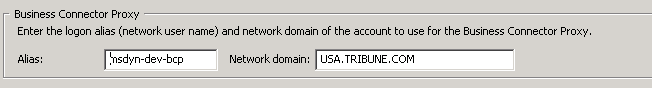 Business Connector Proxy
Enter the logon alias (network user name) and network domain of the account to use for the Business Connector Proxy.
Alias: msdyn-dev-bcp Network domain: USA.TRIBUNE.COM